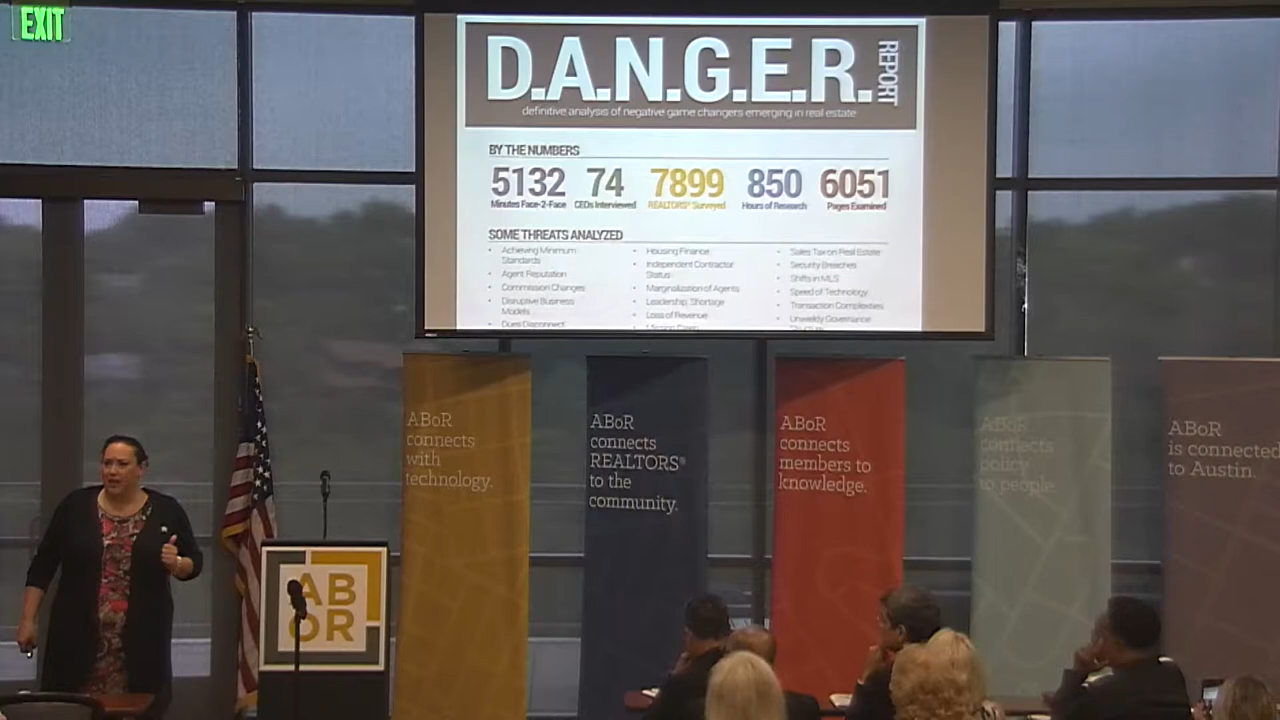 EXIT
D.A.N.G.E.R. REPORT
definitive analysis of negative game changers emerging in real estate
BY THE NUMBERS
5132 74 7899 850 6051
Minutes Face-2-Face CEOs Interviewed REALTORS® Surveyed Hours of Research Pages Examined
SOME THREATS ANALYZED
• Achieving Minimum
Standards
• Agent Reputation
• Commission Changes
• Disruptive Business
Models
• Dues Disconnect
• Housing Finance
• Independent Contractor
Status
• Marginalization of Agents
• Leadership Shortage
• Loss of Revenue
• Sales Tax on Real Estate
• Security Breaches
• Shifts in MLS
• Speed of Technology
• Transaction Complexities
• Unwieldy Governance
ABoR
connects
with
technology.
ABoR
connects
REALTORS®
to the
community.
ABoR
connects
members to
knowledge.
ABoR
connects
policy
to people.
ABoR
is connected
to Austin.
AB
OR